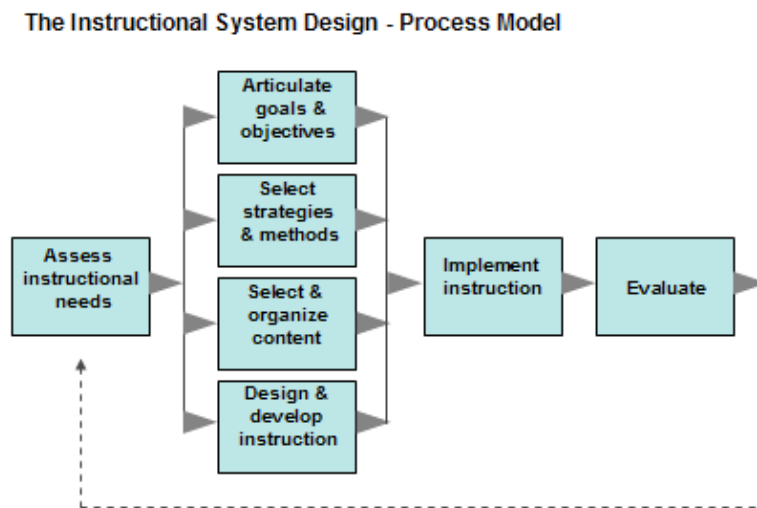 The Instructional System Design - Process Model
Articulate
goals &
objectives
Select
strategies
& methods
Assess
instructional
needs
Select &
organize
content
Design &
develop
instruction
Implement
instruction
Evaluate